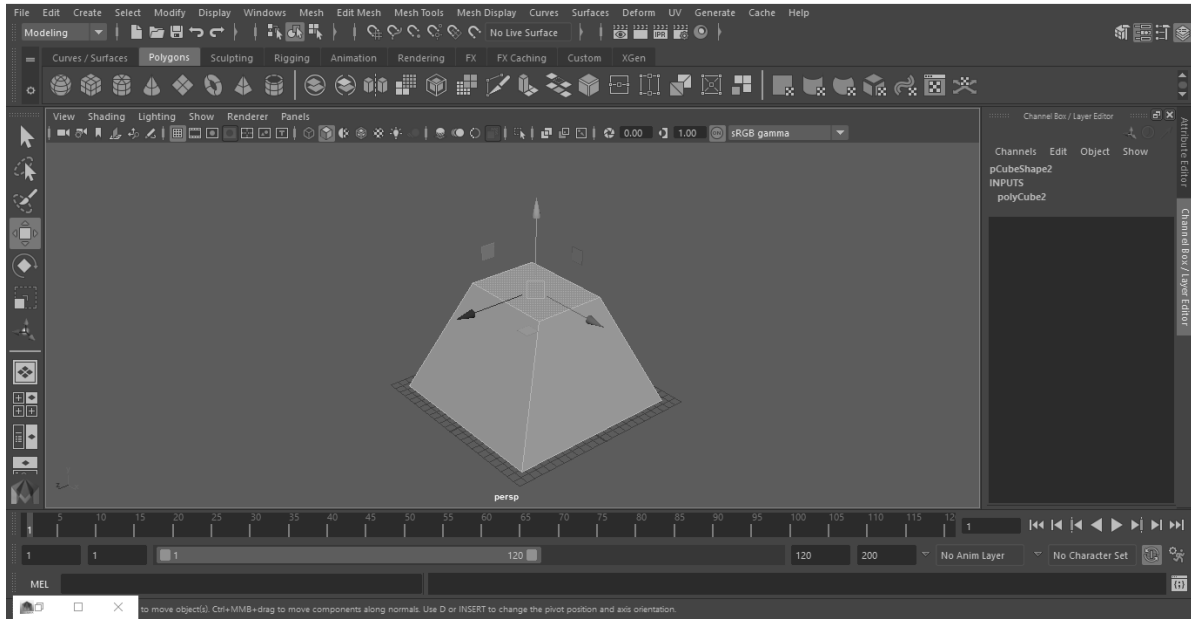 File Edit Create Select Modify Display Windows Mesh Edit Mesh Mesh Tools Mesh Display Curves Surfaces Deform UV Generate Cache Help
Modeling No Live Surface IPR
Curves / Surfaces Polygons Sculpting Rigging Animation Rendering FX FX Caching Custom XGen
View Shading Lighting Show Renderer Panels
0.00 1.00 ON sRGB gamma
Channel Box / Layer Editor
Channels Edit Object Show
pCubeShape2
INPUTS
polyCube2
Attribute Editor
Channel Box / Layer Editor
persp
5 10 15 20 25 30 35 40 45 50 55 60 65 70 75 80 85 90 95 100 105 110 115 12
1 1
1 1 1 120 120 200 No Anim Layer No Character Set
MEL
to move object(s). Ctrl+MMB+drag to move components along normals. Use D or INSERT to change the pivot position and axis orientation.